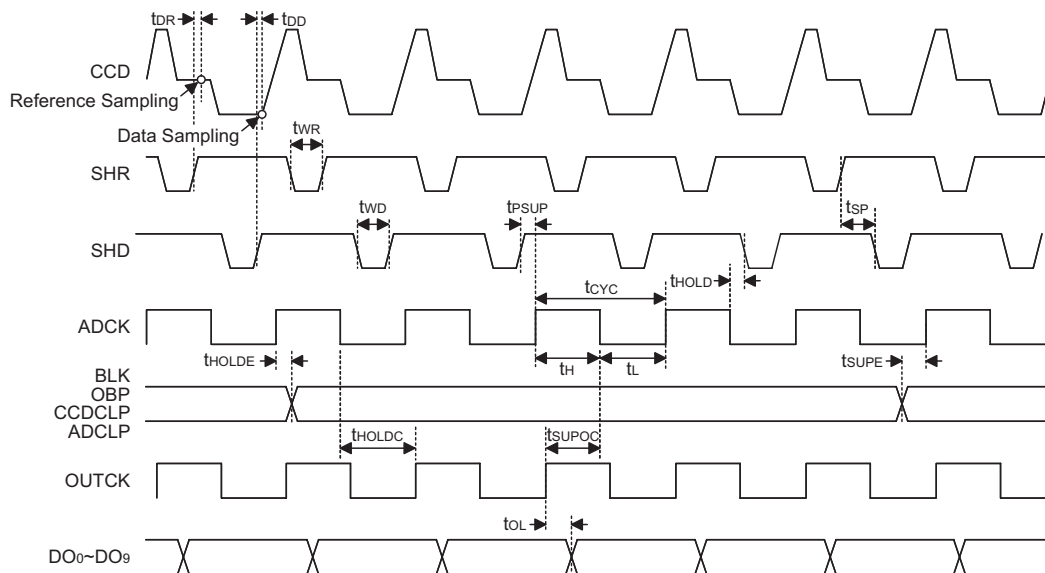 tDR tDD
CCD
Reference Sampling
Data Sampling
tWR
SHR
tWD tPSUP tSP
SHD
tCYC tHOLD
ADCK
tHOLDE tH tL tSUPE
BLK
OBP
CCDCLP
ADCLP
tHOLDC tSUPOC
OUTCK
tOL
DO0~DO9